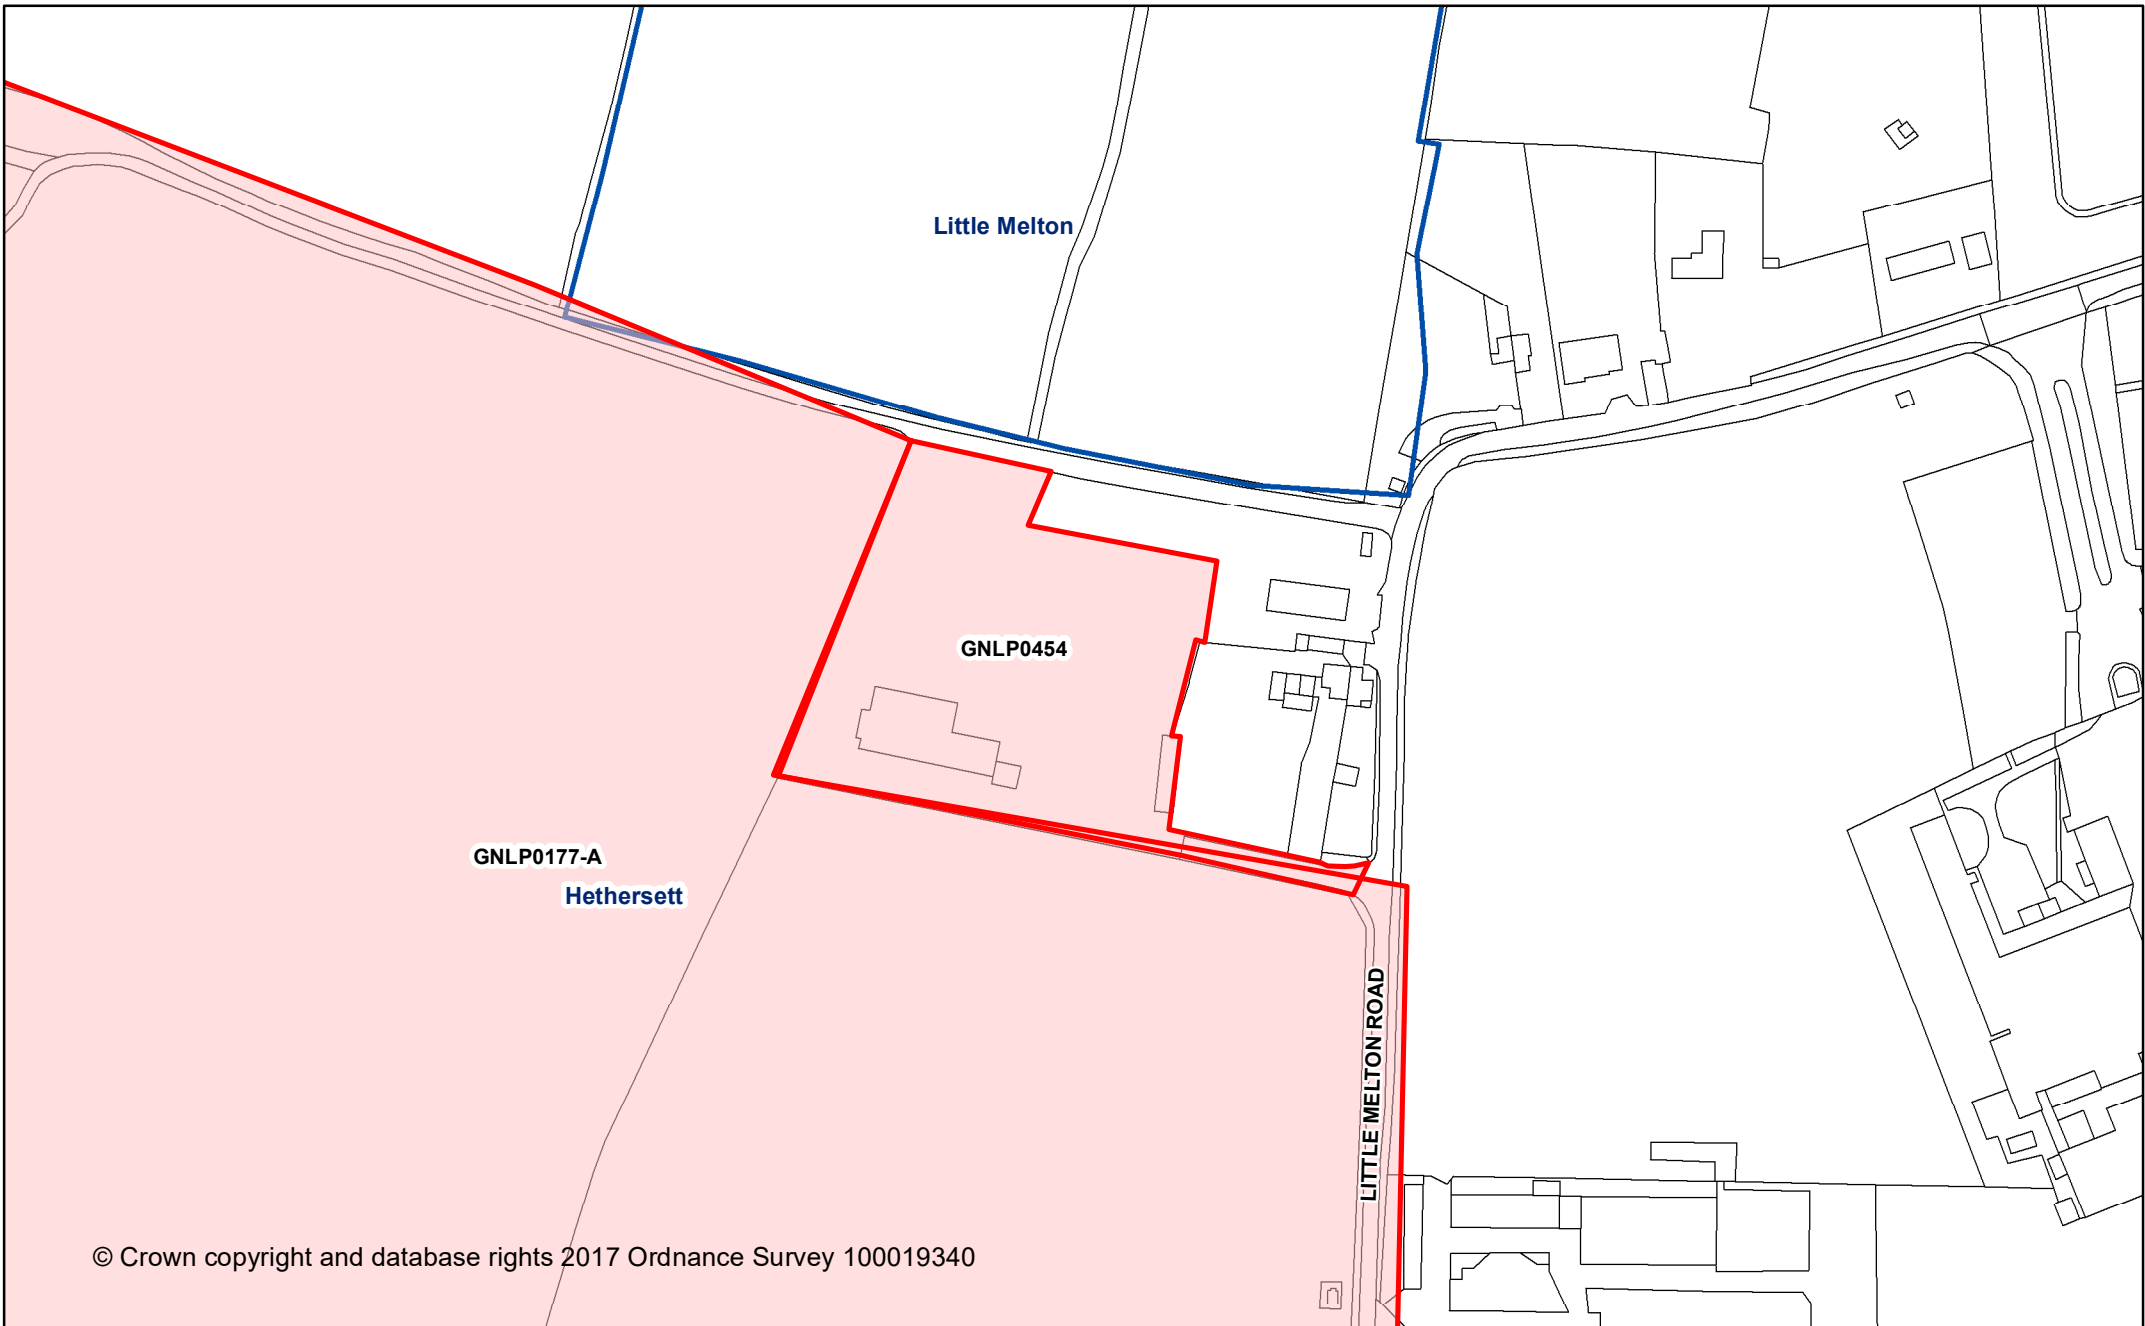 Little Melton
GNLP0454
GNLP0177-A
Hethersett
LITTLE MELTON ROAD
© Crown copyright and database rights 2017 Ordnance Survey 100019340